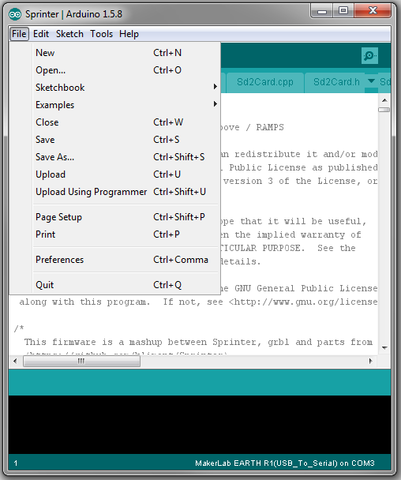 Sprinter | Arduino 1.5.8
File Edit Sketch Tools Help
New Ctrl+N
Open... Ctrl+O
Sketchbook
Examples
Close Ctrl+W
Save Ctrl+S
Save As... Ctrl+Shift+S
Upload Ctrl+U
Upload Using Programmer Ctrl+Shift+U
Page Setup Ctrl+Shift+P
Print Ctrl+P
Preferences Ctrl+Comma
Quit Ctrl+Q
Sd2Card.cpp Sd2Card.h Sd
ove / RAMPS
an redistribute it and/or mod
Public License as published
version 3 of the License, or
ope that it will be useful,
en the implied warranty of
TICULAR PURPOSE. See the
details.
he GNU General Public License
along with this program. If not, see <http://www.gnu.org/license
/*
This firmware is a mashup between Sprinter, grbl and parts from
1 MakerLab EARTH R1(USB_To_Serial) on COM3